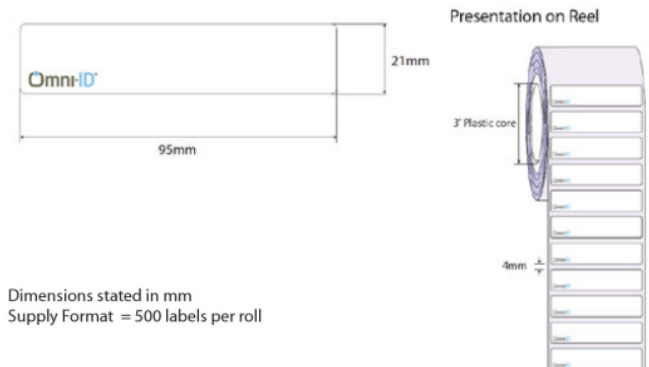 Presentation on Reel
21mm
Omni-ID
95mm
3" Plastic core
4mm
Dimensions stated in mm
Supply Format = 500 labels per roll